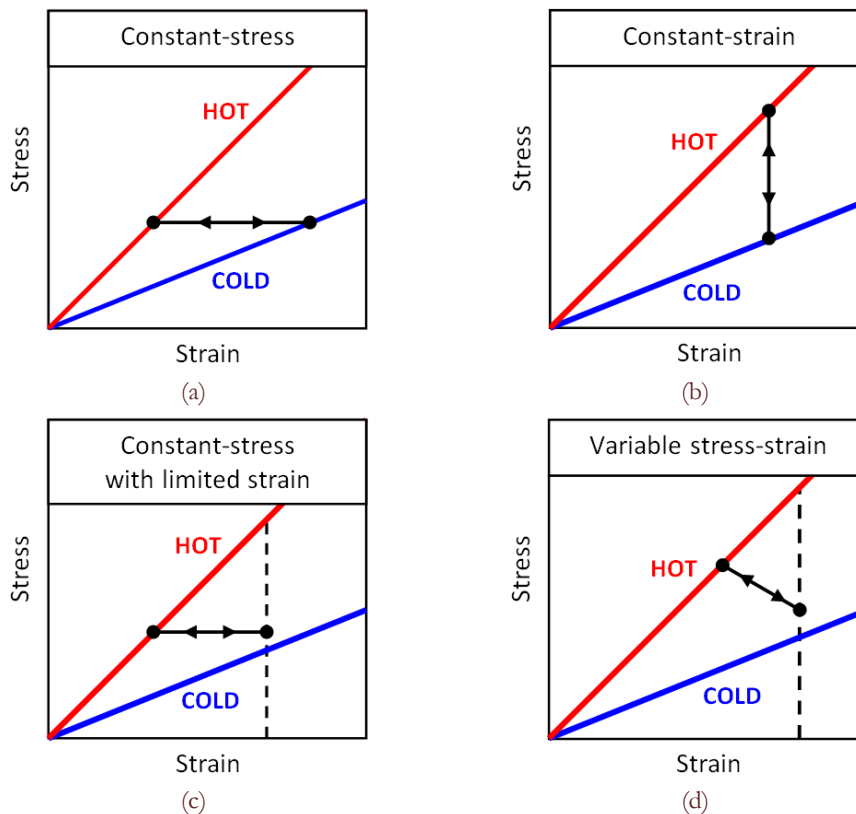 Constant-stress
HOT
COLD
Stress
Strain
(a)
Constant-strain
HOT
COLD
Stress
Strain
(b)
Constant-stress
with limited strain
HOT
COLD
Stress
Strain
(c)
Variable stress-strain
HOT
COLD
Stress
Strain
(d)